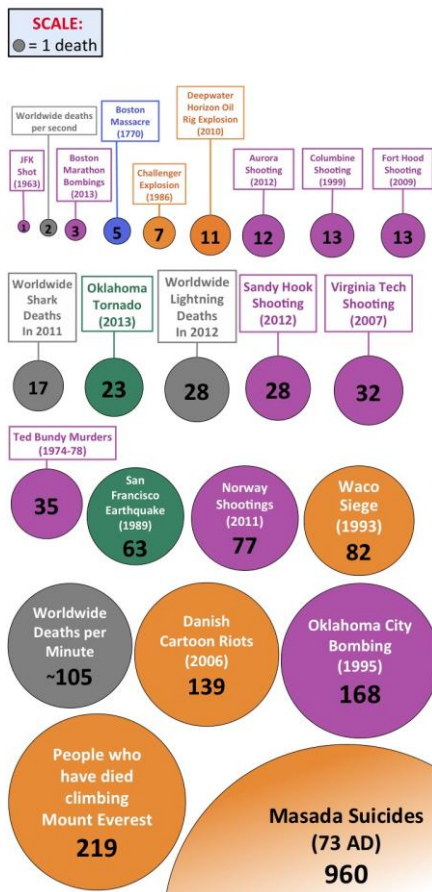 SCALE:
= 1 death
Worldwide deaths
per second
Boston
Massacre
(1770)
Deepwater
Horizon Oil
Rig Explosion
(2010)
JFK
Shot
(1963)
Boston
Marathon
Bombings
(2013)
Challenger
Explosion
(1986)
Aurora
Shooting
(2012)
Columbine
Shooting
(1999)
Fort Hood
Shooting
(2009)
1
2
3
5
7
11
12
13
13
Worldwide
Shark
Deaths
In 2011
Oklahoma
Tornado
(2013)
Worldwide
Lightning
Deaths
In 2012
Sandy Hook
Shooting
(2012)
Virginia Tech
Shooting
(2007)
17
23
28
28
32
Ted Bundy Murders
(1974-78)
35
San
Francisco
Earthquake
(1989)
63
Norway
Shootings
(2011)
77
Waco
Siege
(1993)
82
Worldwide
Deaths per
Minute
~105
Danish
Cartoon Riots
(2006)
139
Oklahoma City
Bombing
(1995)
168
People who
have died
climbing
Mount Everest
219
Masada Suicides
(73 AD)
960